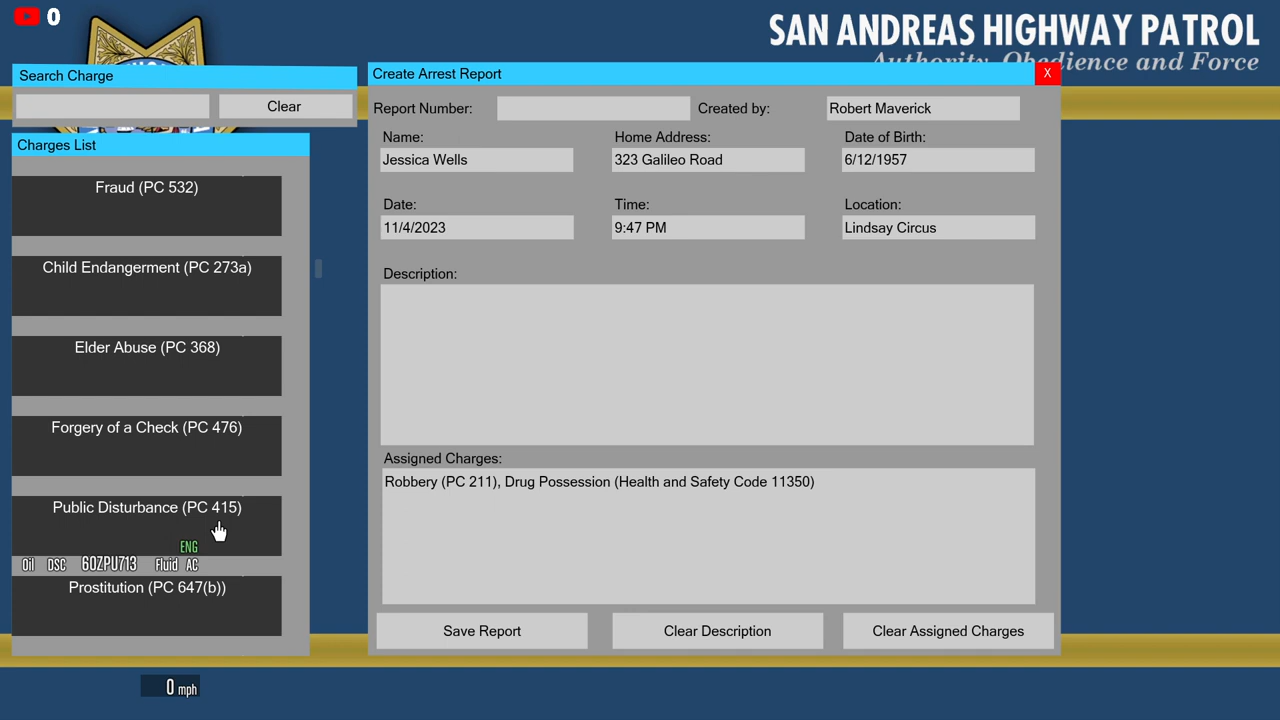 0
SAN ANDREAS HIGHWAY PATROL
Authority, Obedience and Force
Search Charge
Clear
Charges List
Fraud (PC 532)
Child Endangerment (PC 273a)
Elder Abuse (PC 368)
Forgery of a Check (PC 476)
Public Disturbance (PC 415)
ENG
Oil DSC 60ZPU713 Fluid AC
Prostitution (PC 647(b))
0 mph
Create Arrest Report
X
Report Number: Created by: Robert Maverick
Name: Home Address: Date of Birth:
Jessica Wells 323 Galileo Road 6/12/1957
Date: Time: Location:
11/4/2023 9:47 PM Lindsay Circus
Description:
Assigned Charges:
Robbery (PC 211), Drug Possession (Health and Safety Code 11350)
Save Report Clear Description Clear Assigned Charges